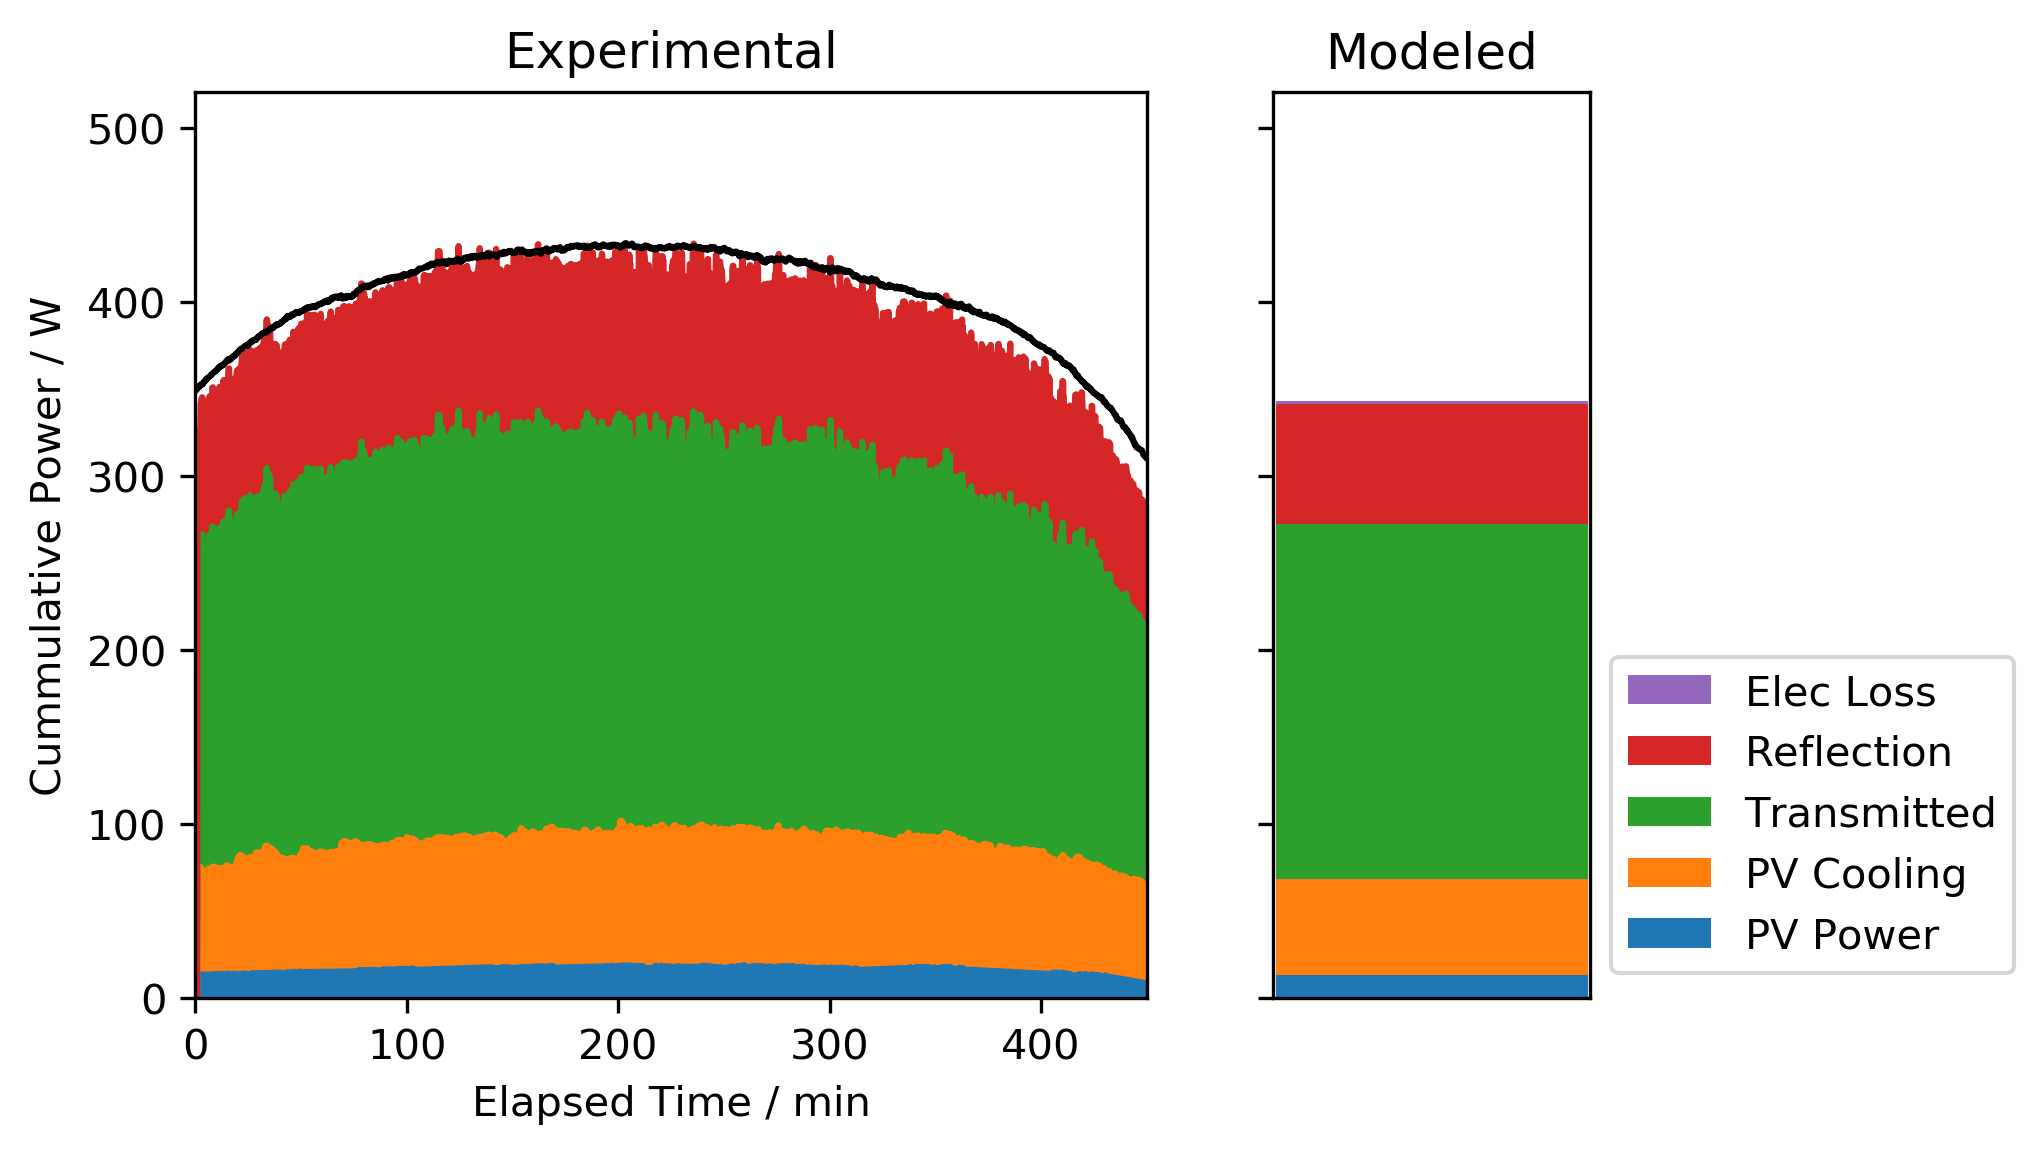 Experimental
Modeled
Cummulative Power / W
500
400
300
200
100
0
0 100 200 300 400
Elapsed Time / min
Elec Loss
Reflection
Transmitted
PV Cooling
PV Power